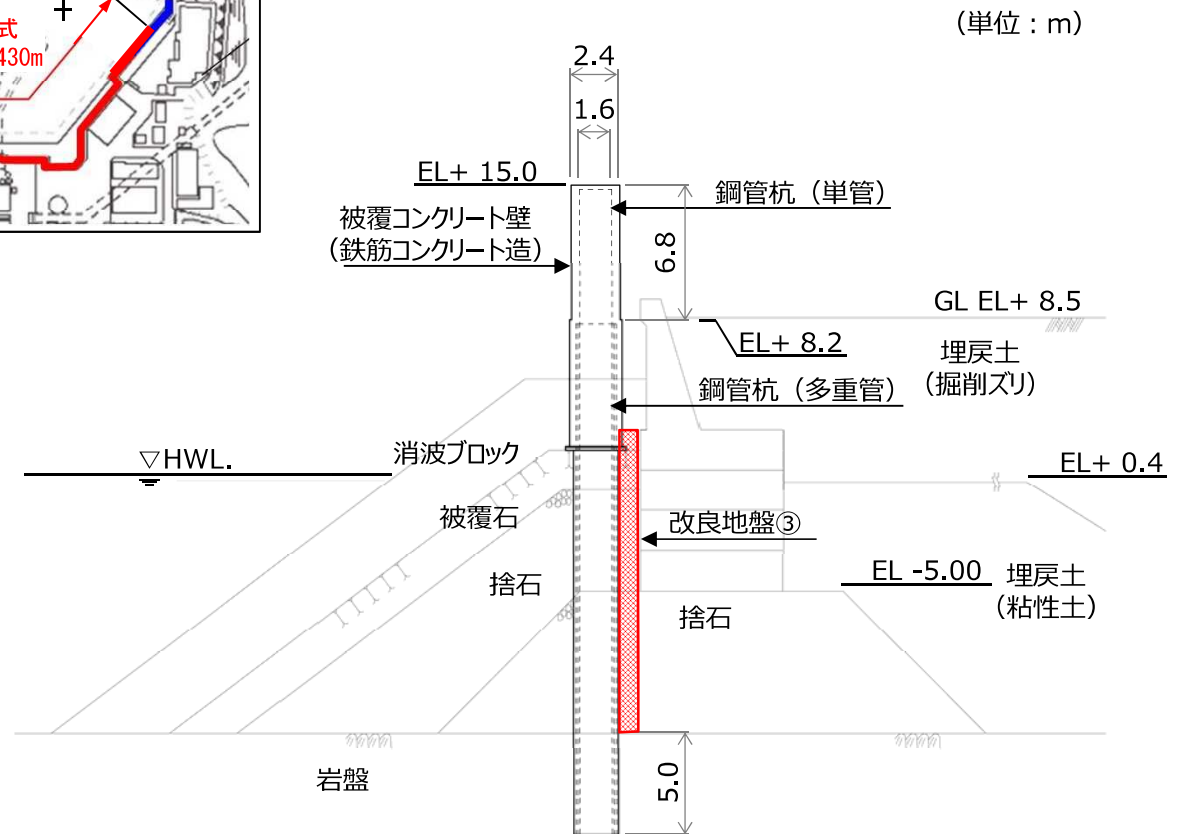 式
430m
(単位：m)
2.4
1.6
EL+ 15.0
鋼管杭（単管）
被覆コンクリート壁
（鉄筋コンクリート造）
6.8
GL EL+ 8.5
EL+ 8.2
埋戻土
（掘削ズリ）
鋼管杭（多重管）
消波ブロック
▽HWL.
EL+ 0.4
被覆石
改良地盤③
捨石
EL -5.00
埋戻土
（粘性土）
捨石
5.0
岩盤